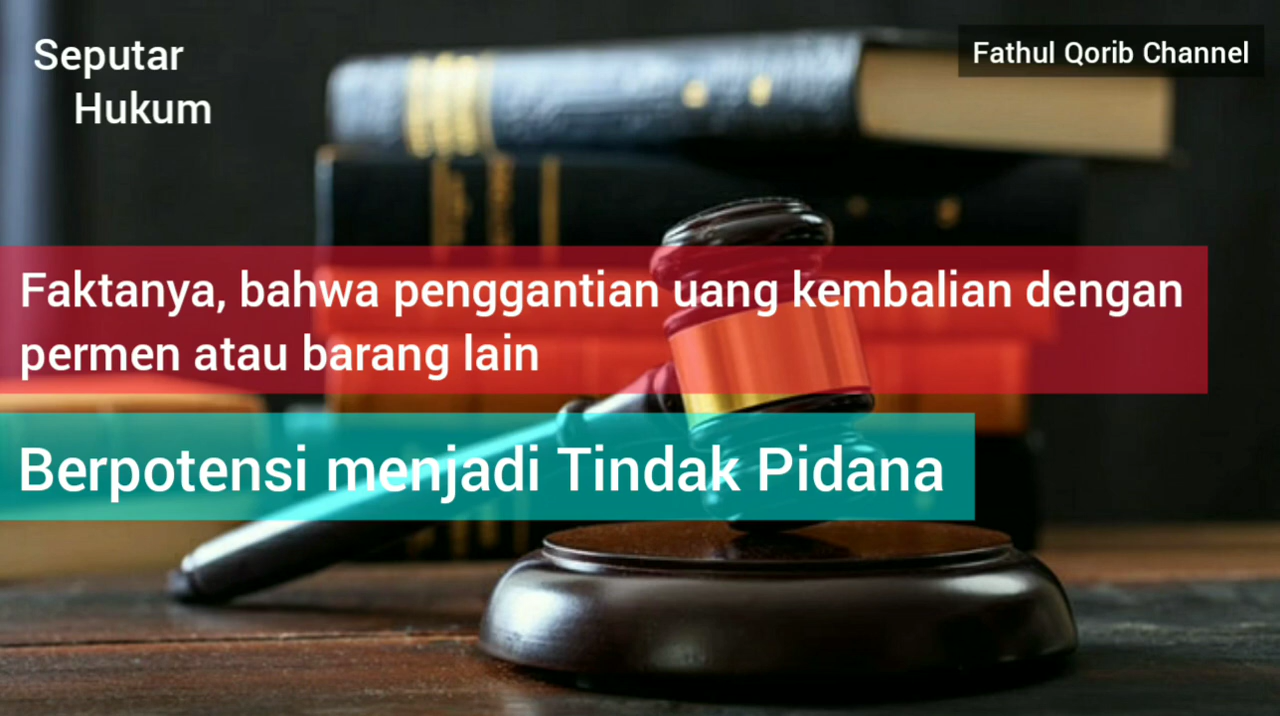 Seputar
Hukum
Fathul Qorib Channel
Faktanya, bahwa penggantian uang kembalian dengan
permen atau barang lain
Berpotensi menjadi Tindak Pidana